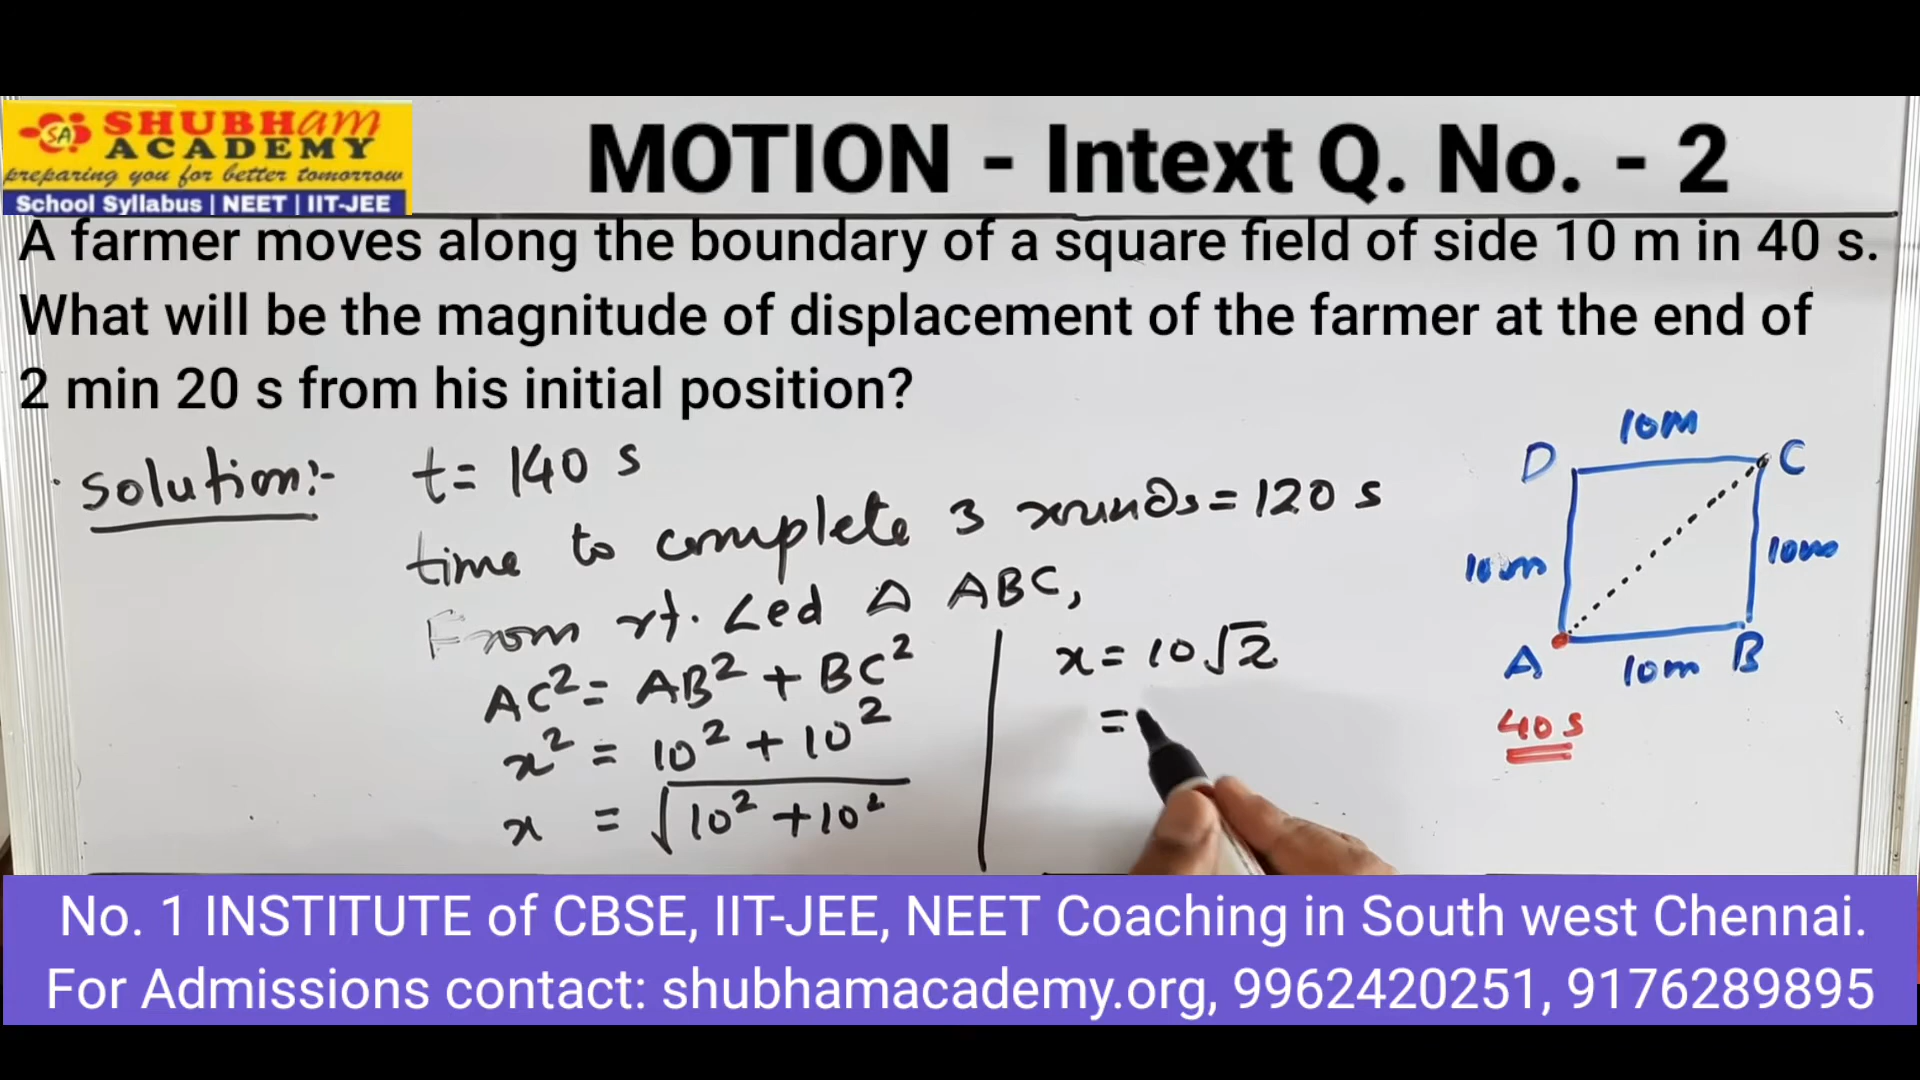 SHUBHAM
SA
ACADEMY
preparing you for better tomorrow
School Syllabus | NEET | IIT-JEE
MOTION - Intext Q. No. - 2
A farmer moves along the boundary of a square field of side 10 m in 40 s.
What will be the magnitude of displacement of the farmer at the end of
2 min 20 s from his initial position?
Solution:- t = 140 s
time to complete 3 rounds = 120 s
From rt. ∠ed Δ ABC,
AC² = AB² + BC²
x² = 10² + 10²
x = √10² + 10²
x = 10√2
=
10m
D
C
10m
10m
A
10m
B
40 s
No. 1 INSTITUTE of CBSE, IIT-JEE, NEET Coaching in South west Chennai.
For Admissions contact: shubhamacademy.org, 9962420251, 9176289895